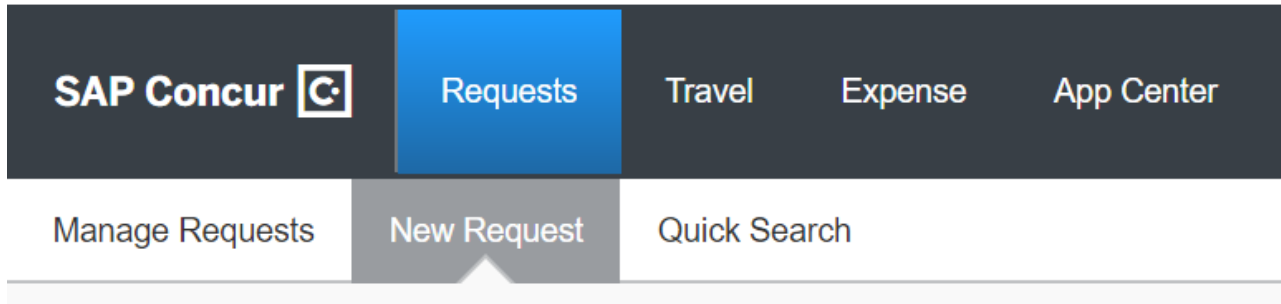 SAP Concur C Requests Travel Expense App Center
Manage Requests New Request Quick Search